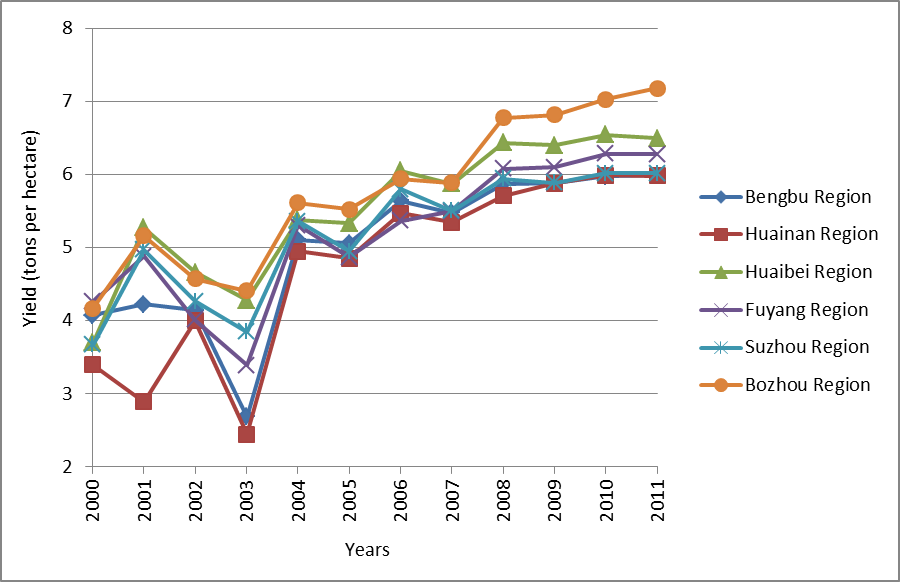 8
7
6
5
4
3
2
Yield (tons per hectare)
2000
2001
2002
2003
2004
2005
2006
2007
2008
2009
2010
2011
Years
Bengbu Region
Huainan Region
Huaibei Region
Fuyang Region
Suzhou Region
Bozhou Region